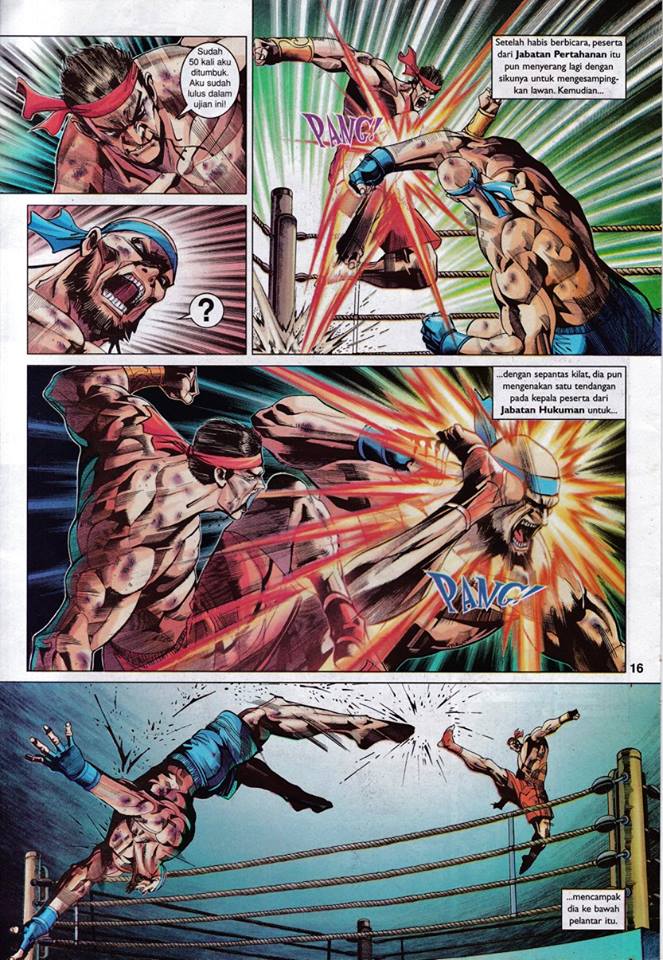 Sudah
50 kali aku
ditumbuk.
Aku sudah
lulus dalam
ujian ini!
Setelah habis berbicara, peserta
dari Jabatan Pertahanan itu
pun menyerang lagi dengan
sikunya untuk mengesamping-
kan lawan. Kemudian...
PANG!
?
...dengan sepantas kilat, dia pun
mengenakan satu tendangan
pada kepala peserta dari
Jabatan Hukuman untuk...
PANG!
16
...mencampak
dia ke bawah
pelantar itu.